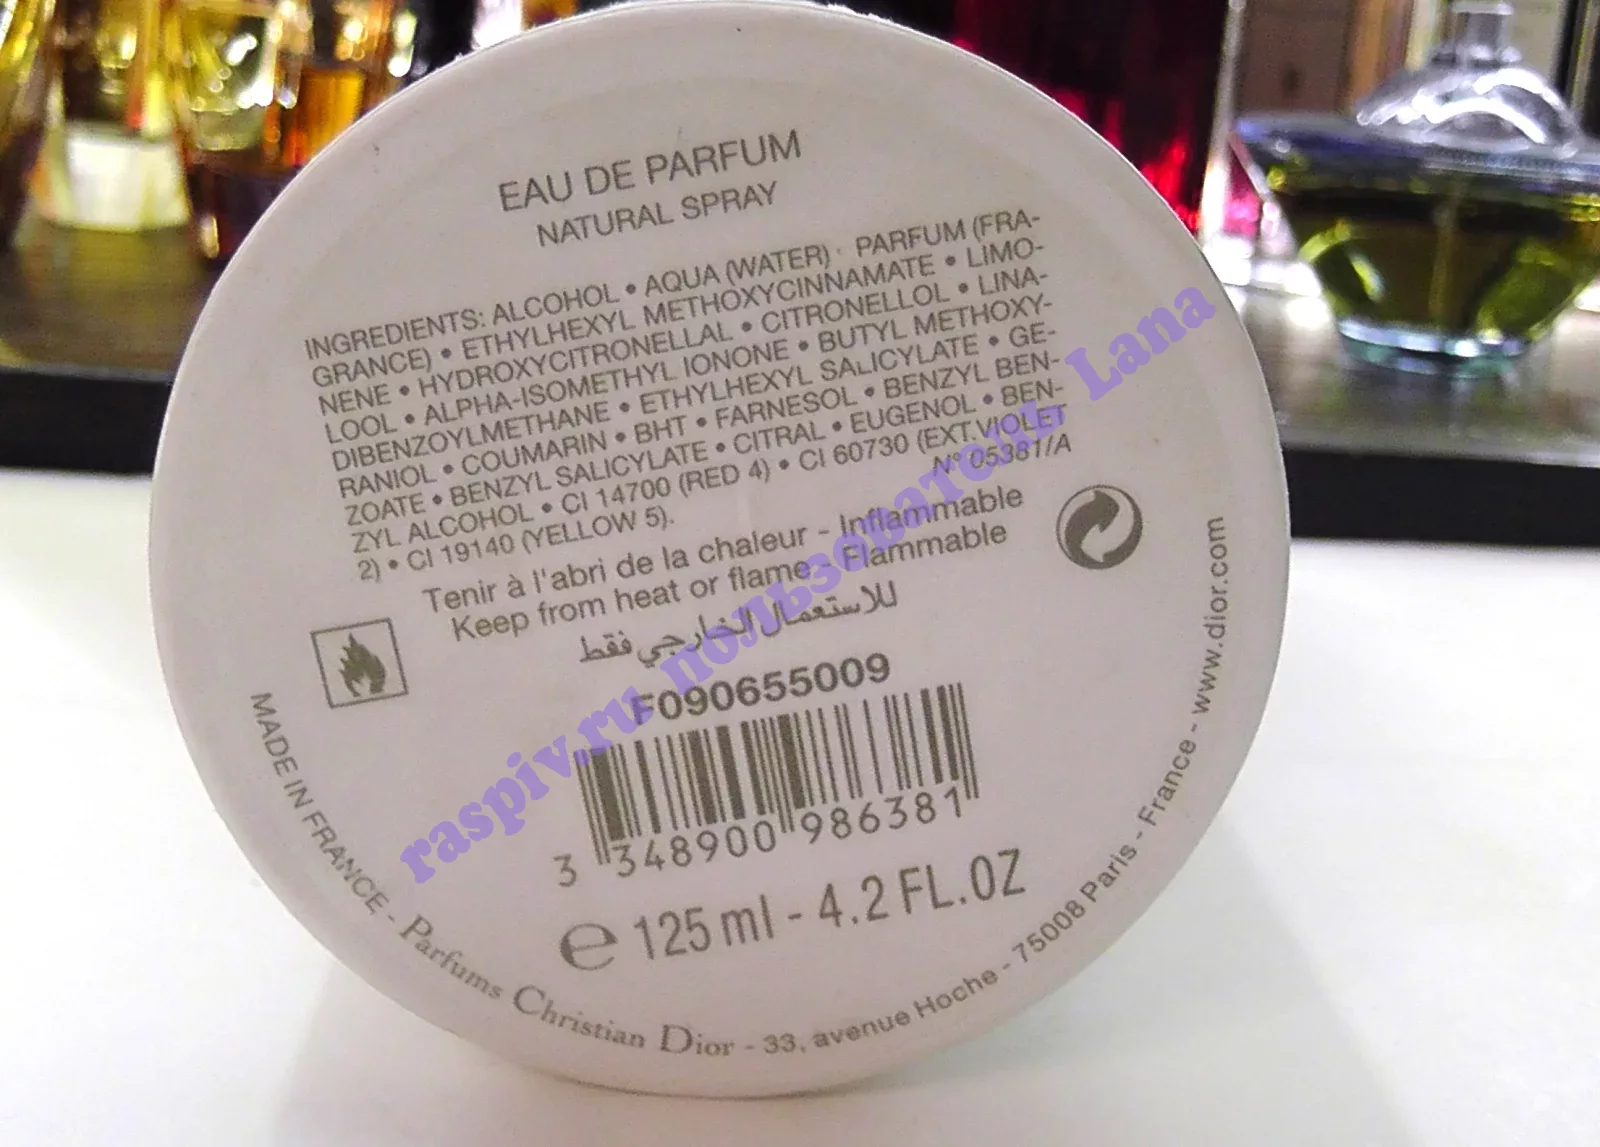 EAU DE PARFUM
NATURAL SPRAY
INGREDIENTS: ALCOHOL • AQUA (WATER) · PARFUM (FRA-
GRANCE) • ETHYLHEXYL METHOXYCINNAMATE • LIMO-
NENE • HYDROXYCITRONELLAL • CITRONELLOL • LINA-
LOOL • ALPHA-ISOMETHYL IONONE • BUTYL METHOXY-
DIBENZOYLMETHANE • ETHYLHEXYL SALICYLATE • GE-
RANIOL • COUMARIN • BHT • FARNESOL • BENZYL BEN-
ZOATE • BENZYL SALICYLATE • CITRAL • EUGENOL • BEN-
ZYL ALCOHOL • CI 14700 (RED 4) • CI 60730 (EXT.VIOLET
2) • CI 19140 (YELLOW 5).
N° 05381/A
Tenir à l'abri de la chaleur - Inflammable
Keep from heat or flame - Flammable
للاستعمال الخارجي فقط
F090655009
3 348900 986381
℮ 125 ml - 4.2 FL.OZ
MADE IN FRANCE - Parfums Christian Dior - 33, avenue Hoche - 75008 Paris - France - www.dior.com
raspiv.ru пользователь Lana